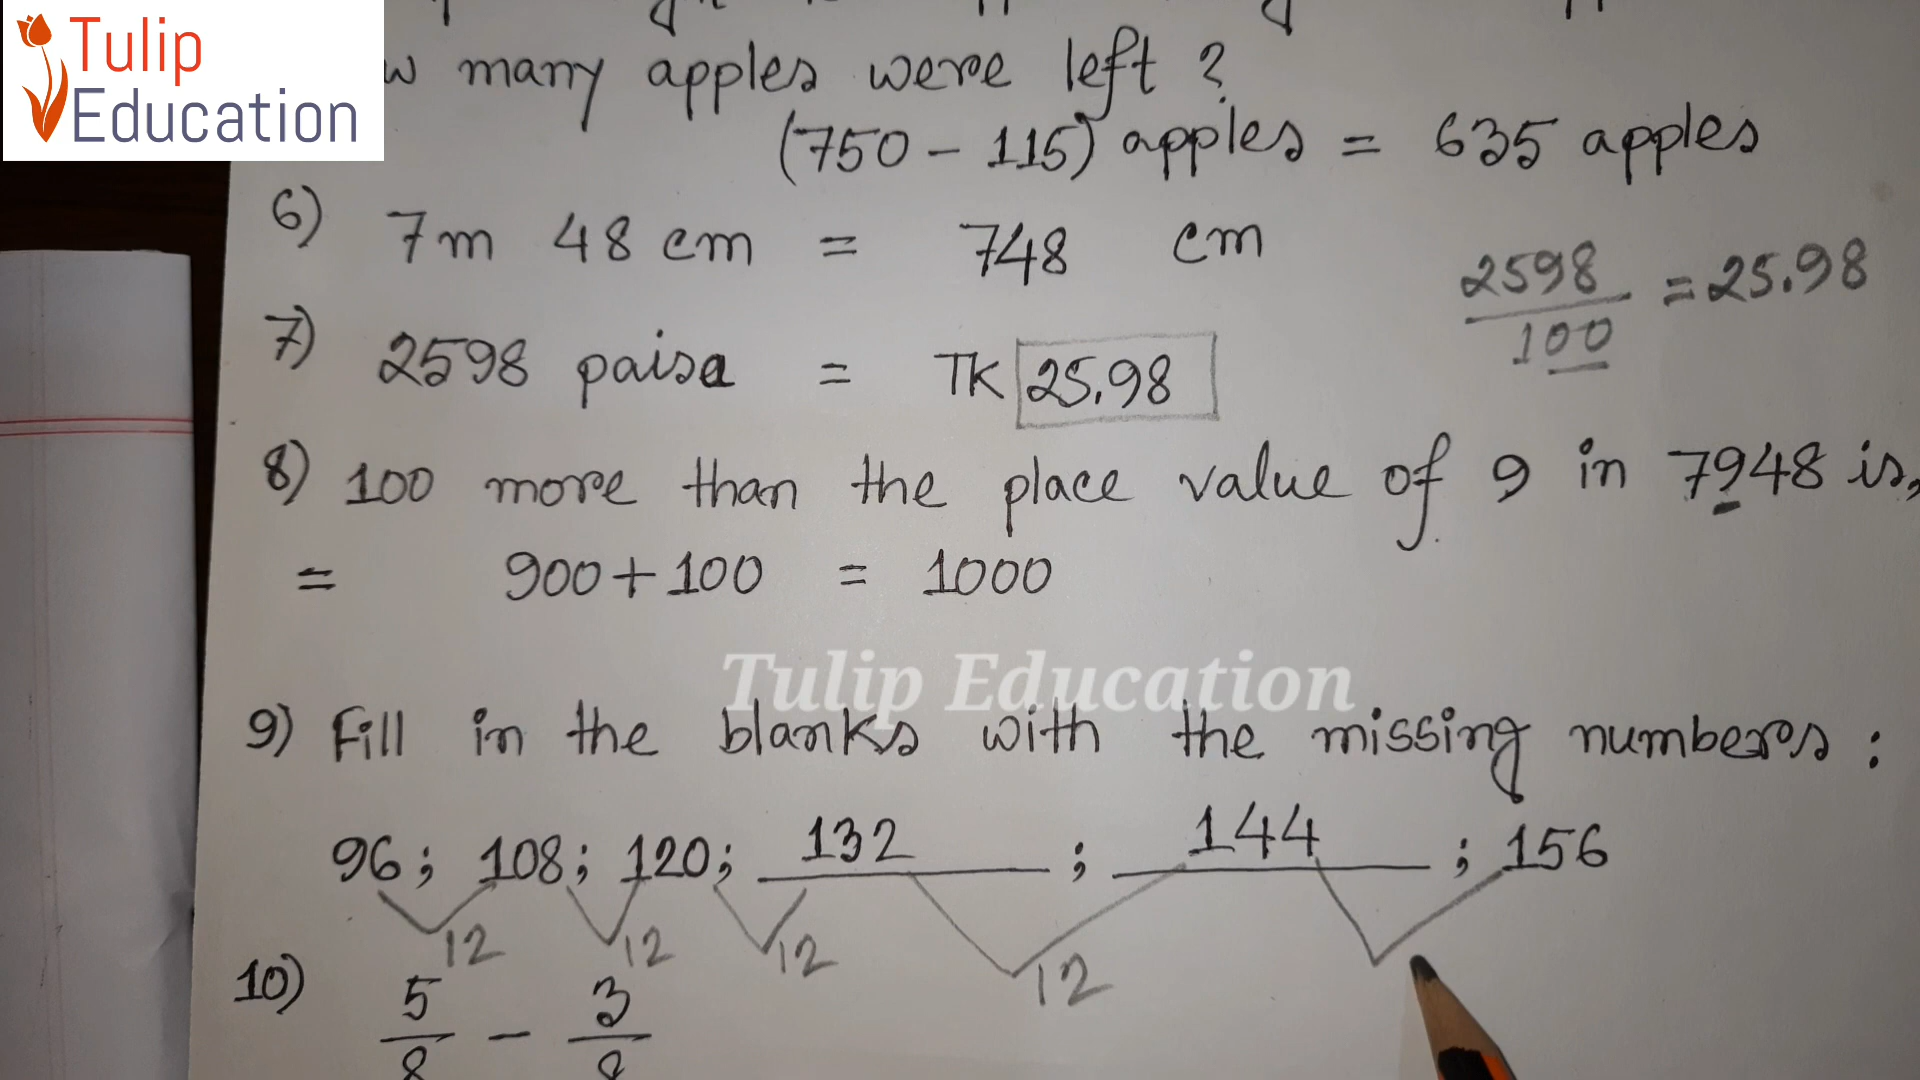 Tulip
Education
many apples were left ?
(750 - 115) apples = 635 apples
6) 7m 48 cm = 748 cm
2598/100 = 25.98
7) 2598 paisa = TK 25.98
8) 100 more than the place value of 9 in 7948 is,
= 900+100 = 1000
Tulip Education
9) Fill in the blanks with the missing numbers :
96; 108; 120; 132 ; 144 ; 156
12 12 12 12
10) 5/8 - 3/8